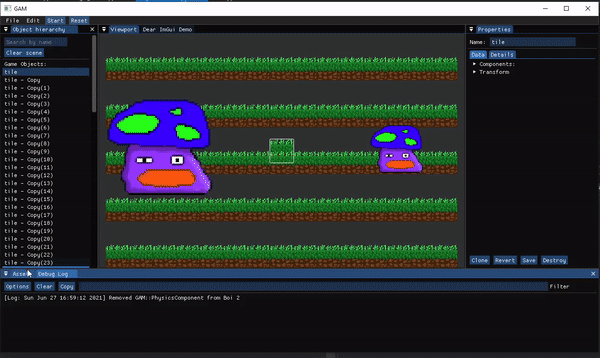 GAM
File Edit Start Reset
Object hierarchy
Search by name
Clear scene
Game Objects:
tile
tile - Copy
tile - Copy(1)
tile - Copy(2)
tile - Copy(3)
tile - Copy(4)
tile - Copy(5)
tile - Copy(6)
tile - Copy(7)
tile - Copy(8)
tile - Copy(9)
tile - Copy(10)
tile - Copy(11)
tile - Copy(12)
tile - Copy(13)
tile - Copy(14)
tile - Copy(15)
tile - Copy(16)
tile - Copy(17)
tile - Copy(18)
tile - Copy(19)
tile - Copy(20)
tile - Copy(21)
tile - Copy(22)
tile - Copy(23)
Viewport Dear ImGui Demo
Properties
Name: tile
Data Details
Components:
Transform
Clone Revert Save Destroy
Debug Log
Options Clear Copy Filter
[Log: Sun Jun 27 16:59:12 2021] Removed GAM::PhysicsComponent from Boi 2